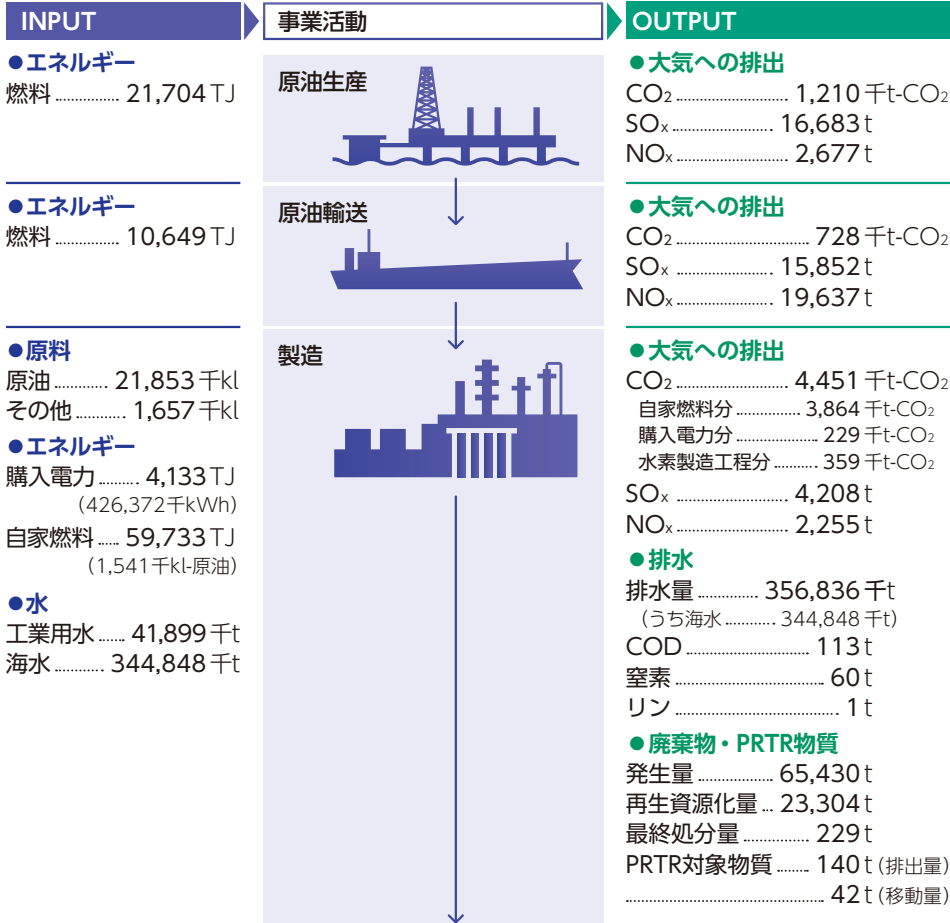 INPUT
事業活動
OUTPUT
●エネルギー
燃料 21,704 TJ
原油生産
●大気への排出
CO₂ 1,210 千t-CO₂
SOx 16,683 t
NOx 2,677 t
●エネルギー
燃料 10,649 TJ
原油輸送
●大気への排出
CO₂ 728 千t-CO₂
SOx 15,852 t
NOx 19,637 t
●原料
原油 21,853 千kl
その他 1,657 千kl
●エネルギー
購入電力 4,133 TJ
(426,372千kWh)
自家燃料 59,733 TJ
(1,541千kl-原油)
●水
工業用水 41,899 千t
海水 344,848 千t
製造
●大気への排出
CO₂ 4,451 千t-CO₂
自家燃料分 3,864 千t-CO₂
購入電力分 229 千t-CO₂
水素製造工程分 359 千t-CO₂
SOx 4,208 t
NOx 2,255 t
●排水
排水量 356,836 千t
(うち海水 344,848 千t)
COD 113 t
窒素 60 t
リン 1 t
●廃棄物・PRTR物質
発生量 65,430 t
再生資源化量 23,304 t
最終処分量 229 t
PRTR対象物質 140 t (排出量)
42 t (移動量)